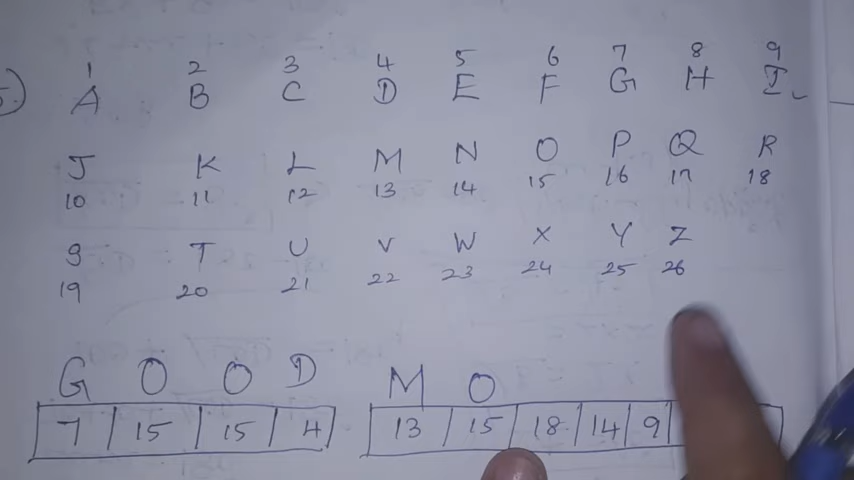 1 2 3 4 5 6 7 8 9
A B C D E F G H I
J K L M N O P Q R
10 11 12 13 14 15 16 17 18
S T U V W X Y Z
19 20 21 22 23 24 25 26
G O O D M O
7 15 15 4 13 15 18 14 9